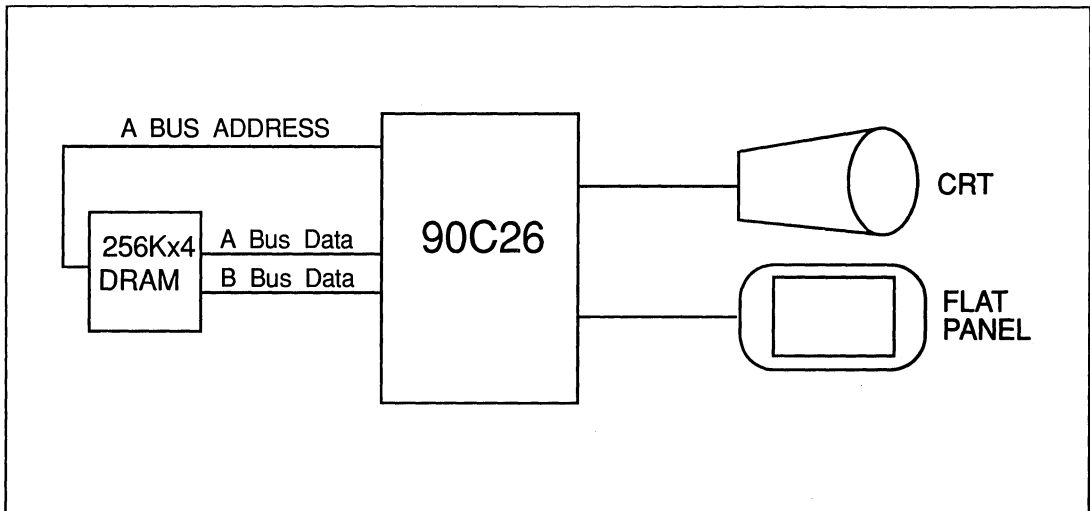 A BUS ADDRESS
256Kx4
DRAM
A Bus Data
B Bus Data
90C26
CRT
FLAT
PANEL